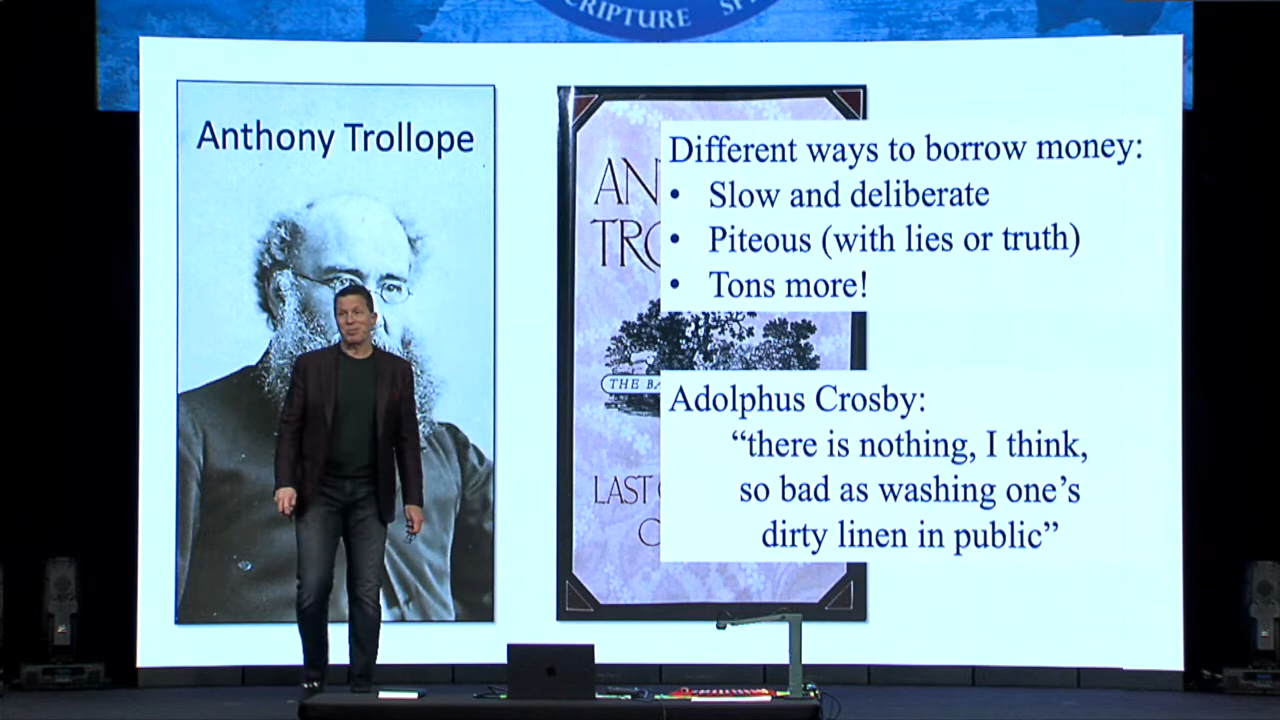 CRIPTURE
Anthony Trollope
Different ways to borrow money:
• Slow and deliberate
• Piteous (with lies or truth)
• Tons more!
AN
TRO
THE BA
Adolphus Crosby:
“there is nothing, I think,
so bad as washing one’s
dirty linen in public”
LAST